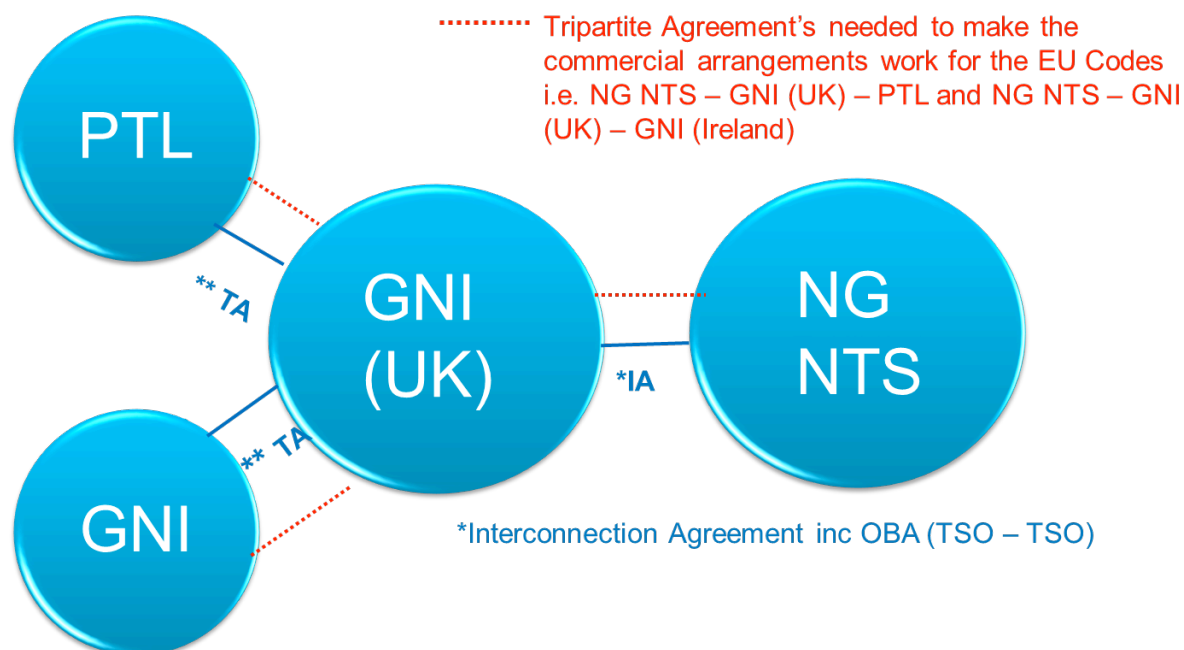 Tripartite Agreement’s needed to make the
commercial arrangements work for the EU Codes
i.e. NG NTS – GNI (UK) – PTL and NG NTS – GNI
(UK) – GNI (Ireland)
PTL
** TA
GNI
(UK)
NG
NTS
*IA
** TA
GNI
*Interconnection Agreement inc OBA (TSO – TSO)